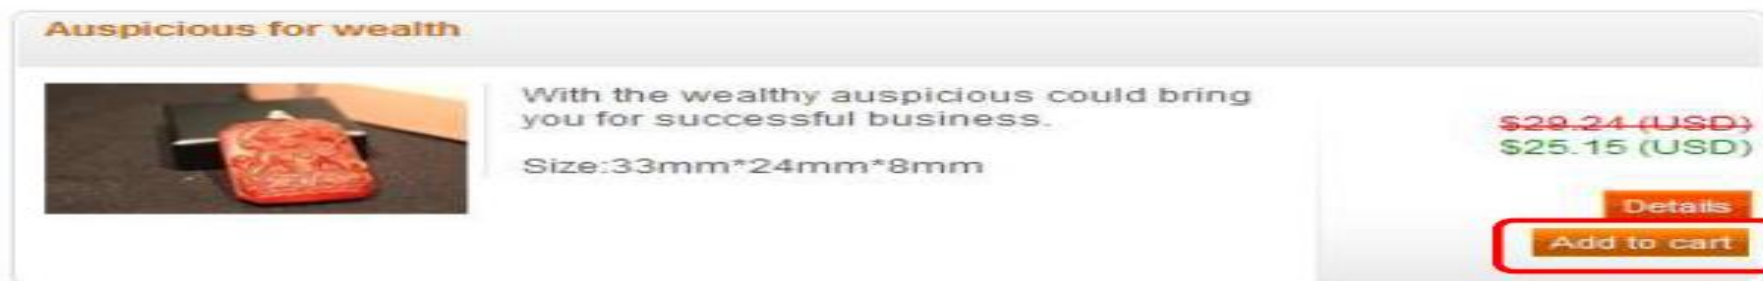 Auspicious for wealth
With the wealthy auspicious could bring
you for successful business.
Size:33mm*24mm*8mm
$29.24 (USD)
$25.15 (USD)
Details
Add to cart